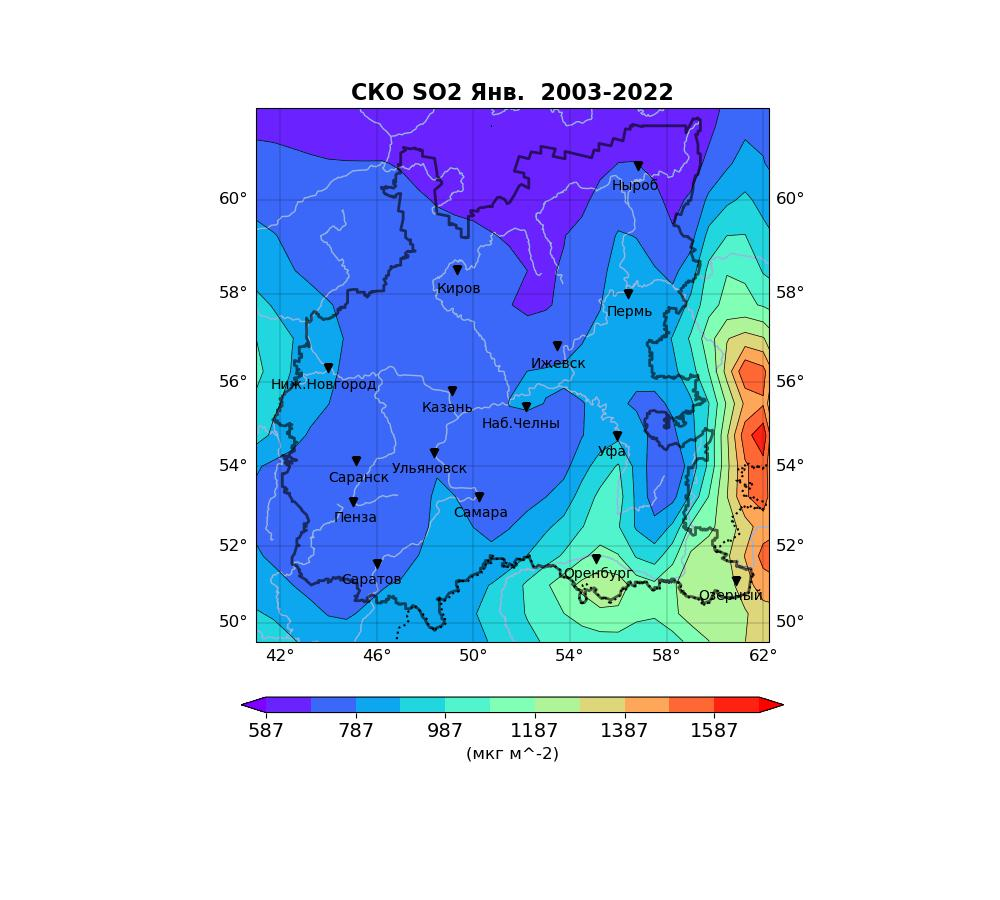 СКО SO2 Янв.  2003-2022
60° Ныроб 60°
58° Киров Пермь 58°
Ижевск
56° Ниж.Новгород 56°
Казань Наб.Челны
Уфа
54° Саранск Ульяновск 54°
Пенза Самара
52° 52°
Саратов Оренбург
Озерный
50° 50°
42° 46° 50° 54° 58° 62°
587 787 987 1187 1387 1587
(мкг м^-2)